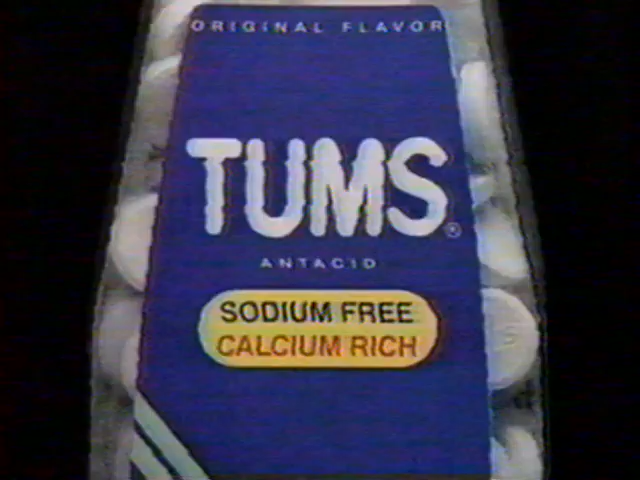 ORIGINAL FLAVOR
TUMS®
ANTACID
SODIUM FREE
CALCIUM RICH